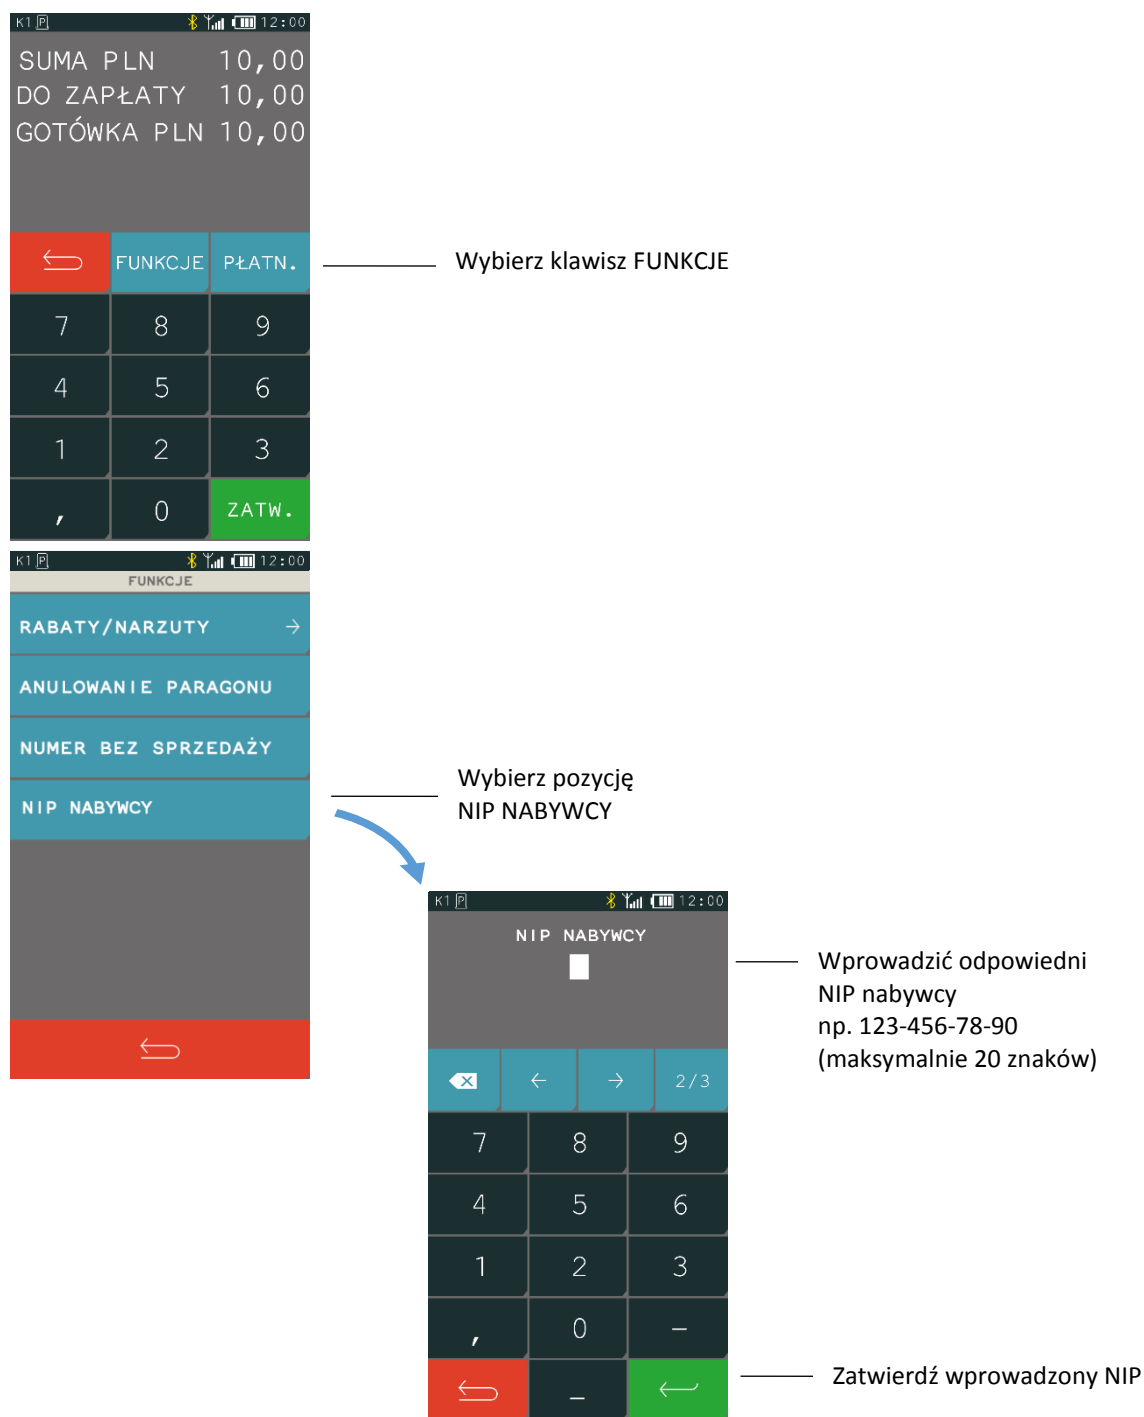 K1 P 12:00
SUMA PLN 10,00
DO ZAPŁATY 10,00
GOTÓWKA PLN 10,00
FUNKCJE PŁATN.
Wybierz klawisz FUNKCJE
7 8 9
4 5 6
1 2 3
, 0 ZATW.
K1 P 12:00
FUNKCJE
RABATY/NARZUTY →
ANULOWANIE PARAGONU
NUMER BEZ SPRZEDAŻY
NIP NABYWCY
Wybierz pozycję
NIP NABYWCY
K1 P 12:00
NIP NABYWCY
Wprowadzić odpowiedni
NIP nabywcy
np. 123-456-78-90
(maksymalnie 20 znaków)
← → 2/3
7 8 9
4 5 6
1 2 3
, 0 –
_
Zatwierdź wprowadzony NIP